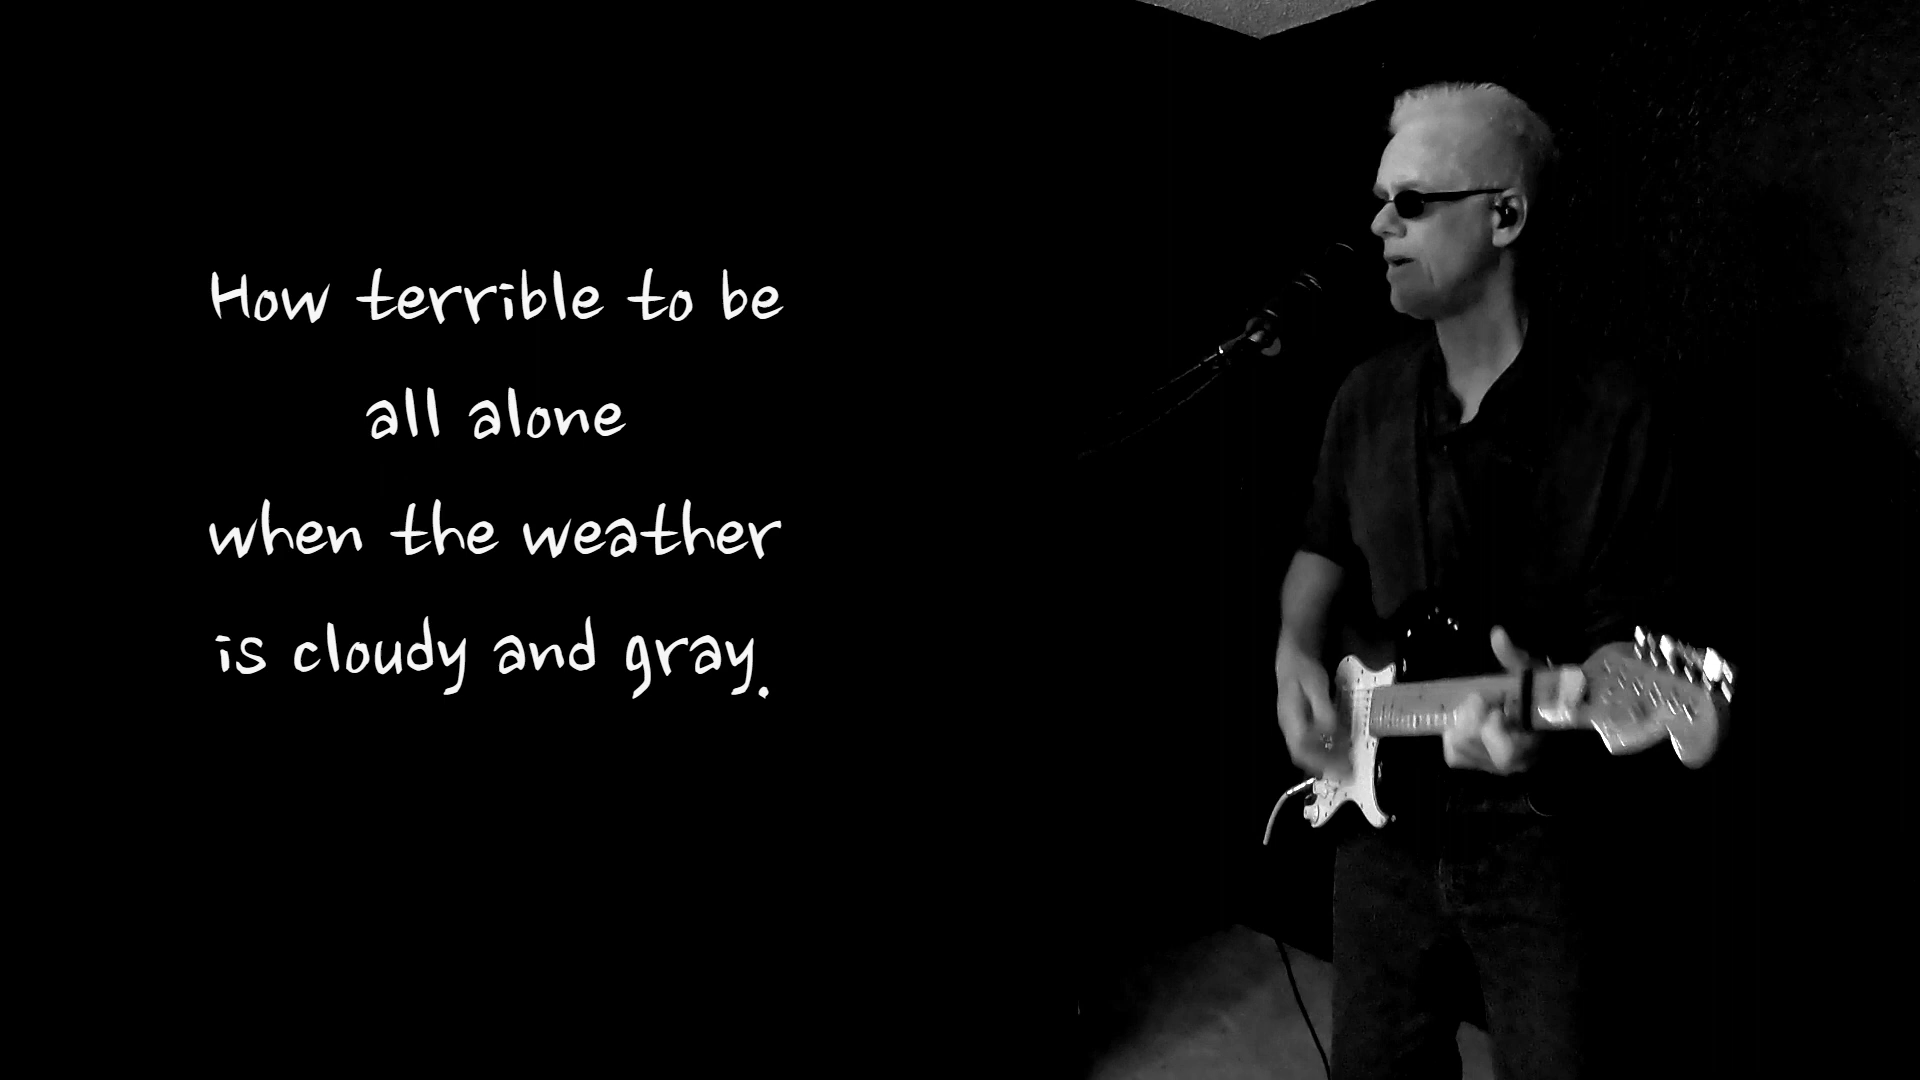 How terrible to be
all alone
when the weather
is cloudy and gray.